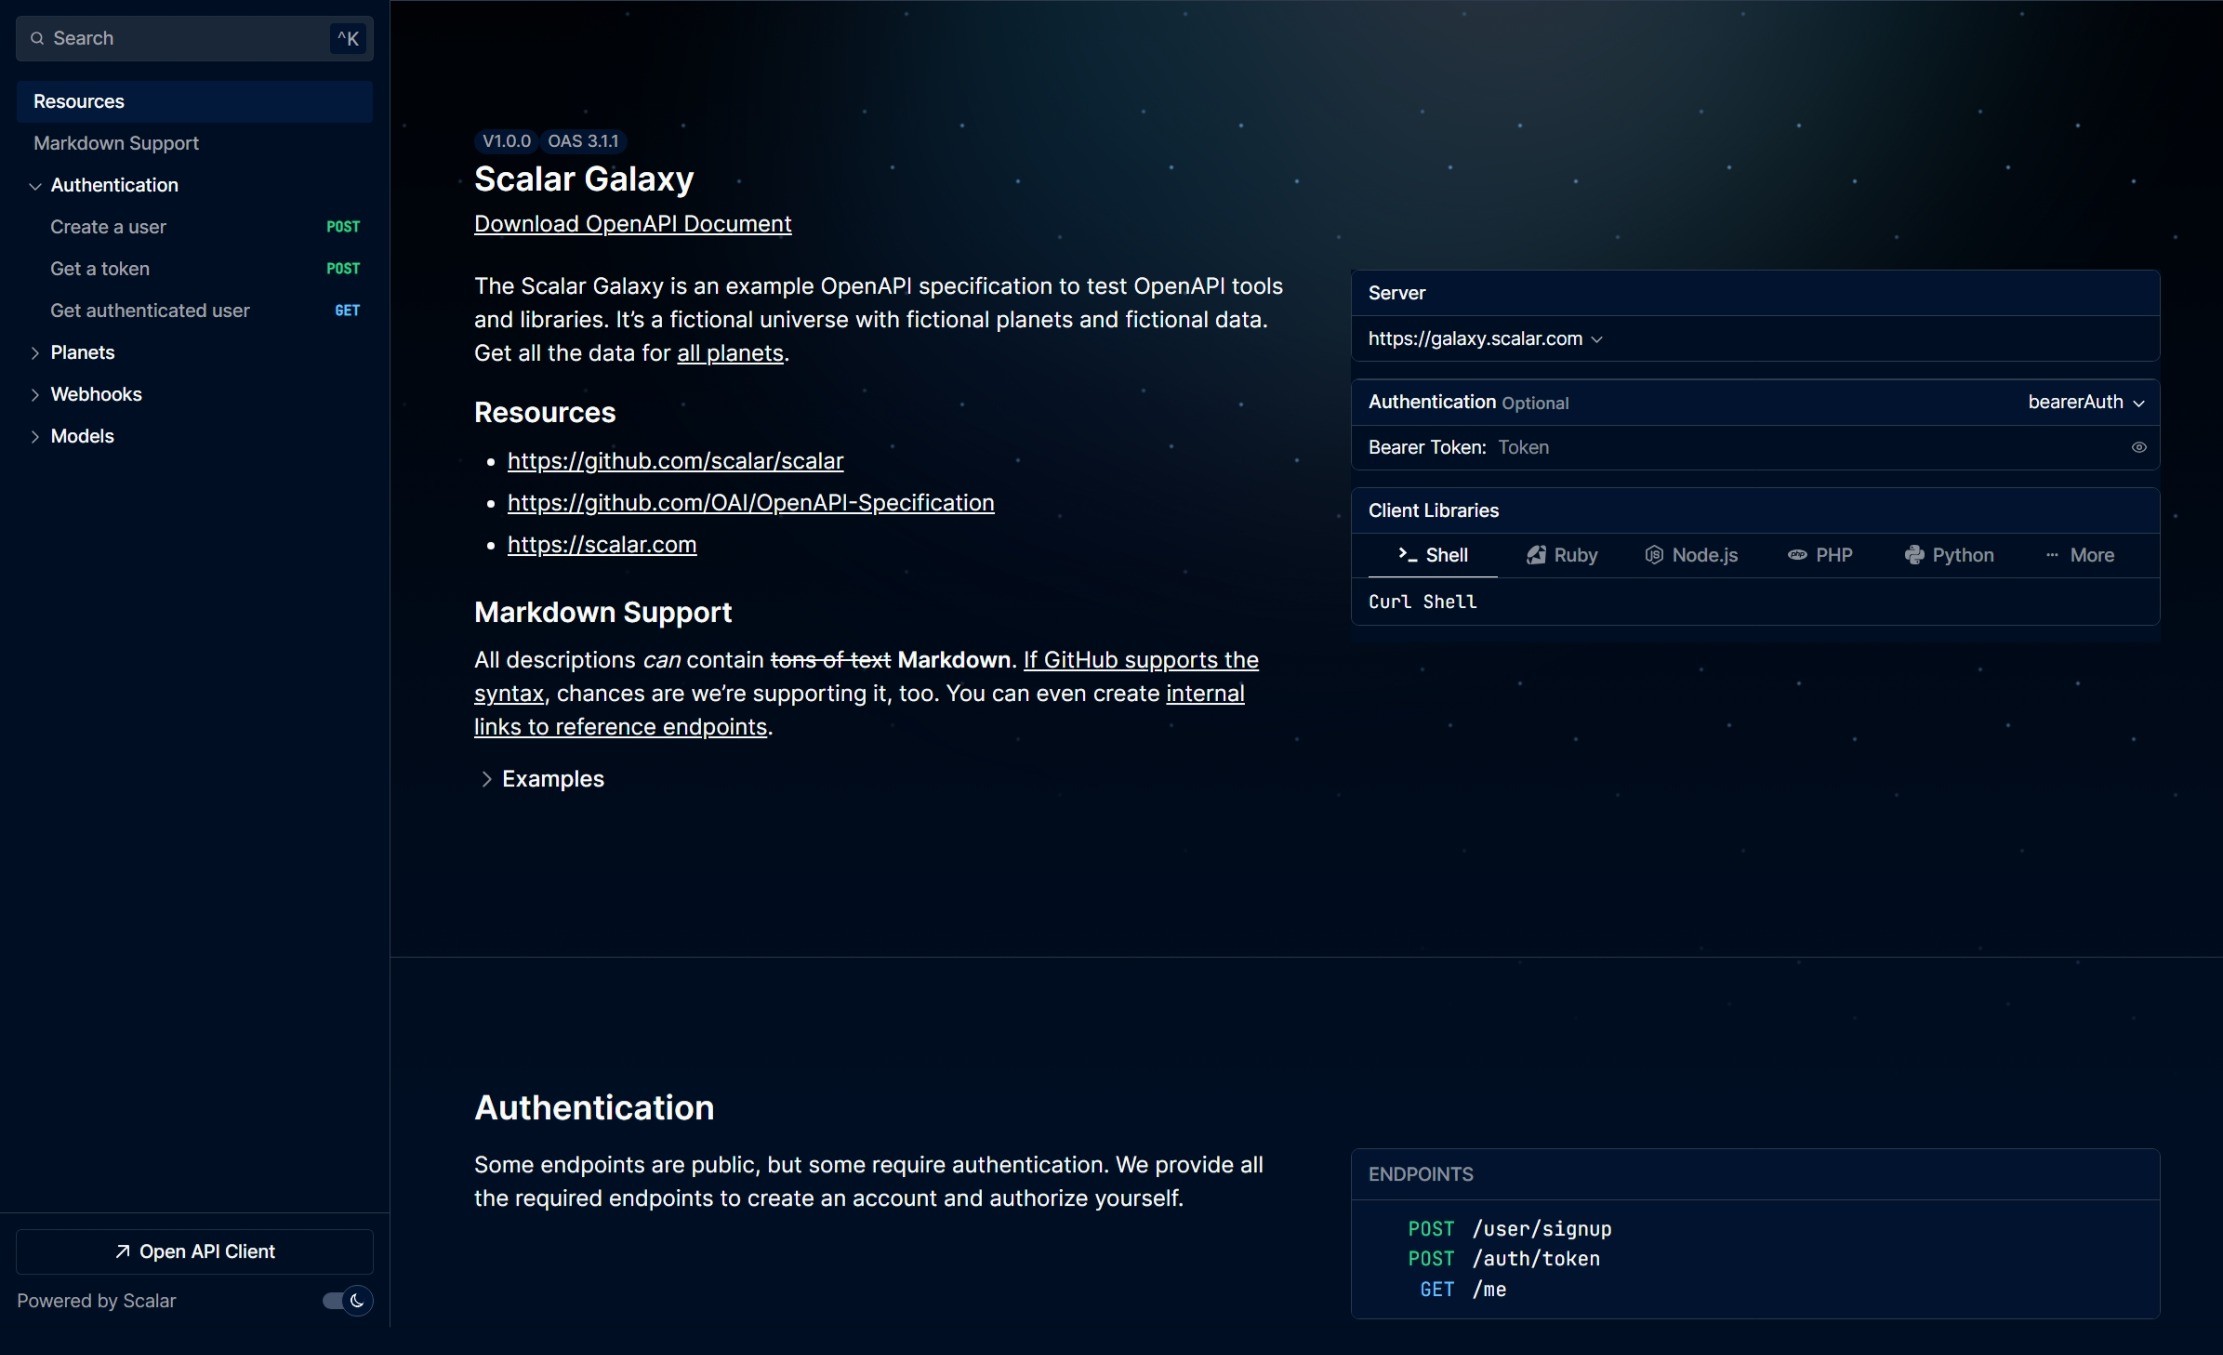 Search
^K
Resources
Markdown Support
Authentication
Create a user POST
Get a token POST
Get authenticated user GET
Planets
Webhooks
Models
Open API Client
Powered by Scalar
V1.0.0 OAS 3.1.1
Scalar Galaxy
Download OpenAPI Document
The Scalar Galaxy is an example OpenAPI specification to test OpenAPI tools
and libraries. It’s a fictional universe with fictional planets and fictional data.
Get all the data for all planets.
Resources
• https://github.com/scalar/scalar
• https://github.com/OAI/OpenAPI-Specification
• https://scalar.com
Markdown Support
All descriptions can contain tons of text Markdown. If GitHub supports the
syntax, chances are we’re supporting it, too. You can even create internal
links to reference endpoints.
Examples
Server
https://galaxy.scalar.com
Authentication Optional bearerAuth
Bearer Token: Token
Client Libraries
Shell Ruby Node.js PHP Python More
Curl Shell
Authentication
Some endpoints are public, but some require authentication. We provide all
the required endpoints to create an account and authorize yourself.
ENDPOINTS
POST /user/signup
POST /auth/token
GET /me